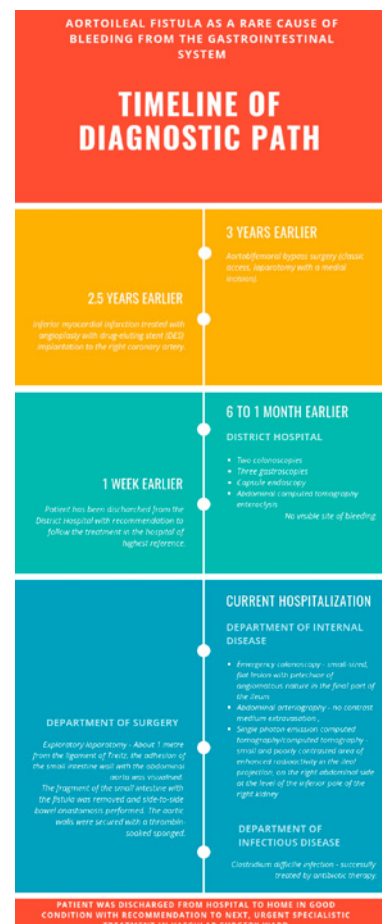 AORTOILEAL FISTULA AS A RARE CAUSE OF
BLEEDING FROM THE GASTROINTESTINAL
SYSTEM
TIMELINE OF
DIAGNOSTIC PATH
3 YEARS EARLIER
Aortobifemoral bypass surgery (classic
access, laparotomy with a medial
incision).
2.5 YEARS EARLIER
Inferior myocardial infarction treated with
angioplasty with drug-eluting stent (DES)
implantation to the right coronary artery.
6 TO 1 MONTH EARLIER
DISTRICT HOSPITAL
• Two colonoscopies
• Three gastroscopies
• Capsule endoscopy
• Abdominal computed tomography
enteroclysis
No visible site of bleeding
1 WEEK EARLIER
Patient has been discharched from the
District Hospital with recommendation to
follow the treatment in the hospital of
highest reference.
CURRENT HOSPITALIZATION
DEPARTMENT OF INTERNAL
DISEASE
• Emergency colonoscopy - small-sized,
flat lesion with petechiae of
angiomatous nature in the final part of
the ileum
• Abdominal arteriography - no contrast
medium extravasation ,
• Single photon emission computed
tomography/computed tomography -
small and poorly contrasted area of
enhanced radioactivity in the ileal
projection, on the right abdominal side
at the level of the inferior pole of the
right kidney
DEPARTMENT OF SURGERY
Exploratory laparotomy - About 1 metre
from the ligament of Treitz, the adhesion of
the small intestine wall with the abdominal
aorta was visualised.
The fragment of the small intestine with
the fistula was removed and side-to-side
bowel anastomosis performed. The aortic
walls were secured with a thrombin-
soaked sponged.
DEPARTMENT OF
INFECTIOUS DISEASE
Clostridium difficile infection - succesully
treated by antibiotic therapy
PATIENT WAS DISCHARGED FROM HOSPITAL TO HOME IN GOOD
CONDITION WITH RECOMMENDATION TO NEXT, URGENT SPECIALISTIC
TREATMENT IN VASCULAR SURGERY WARD